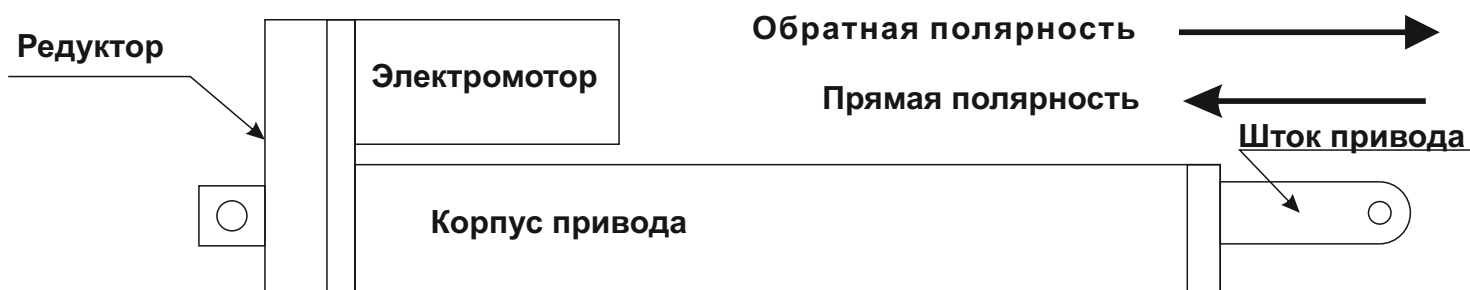 Редуктор
Электромотор
Обратная полярность
Прямая полярность
Шток привода
Корпус привода